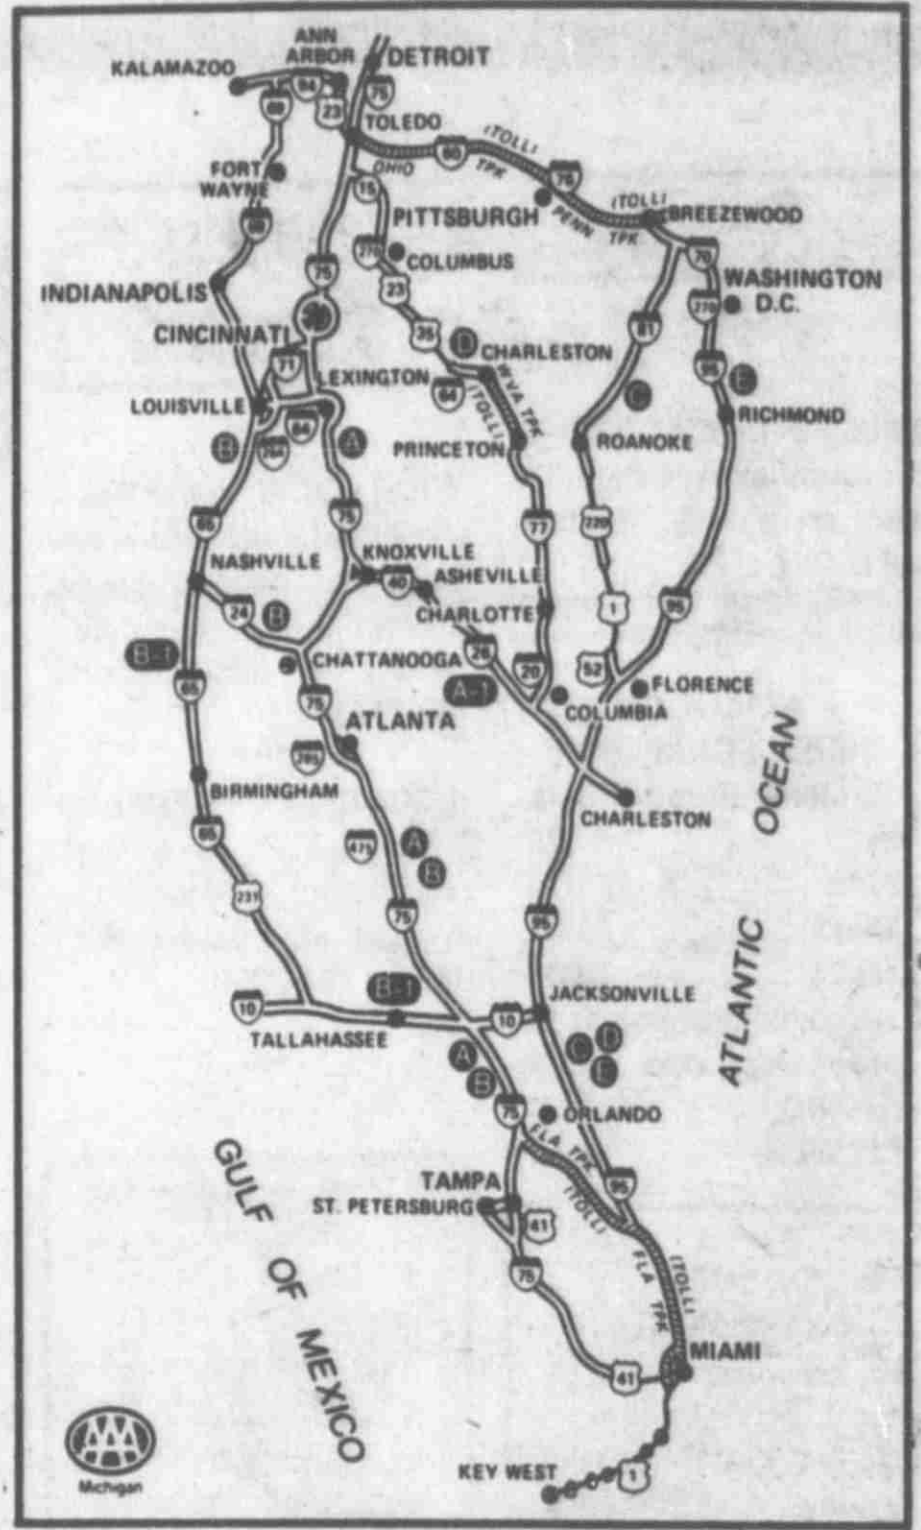 ANN
ARBOR
DETROIT
KALAMAZOO
94
75
69
23
TOLEDO
(TOLL)
80
TPK
OHIO
FORT
WAYNE
15
76
(TOLL)
PITTSBURGH
PENN
TPK
BREEZEWOOD
69
270
COLUMBUS
70
WASHINGTON
D.C.
75
INDIANAPOLIS
23
270
CINCINNATI
35
81
D
CHARLESTON
71
95
E
LEXINGTON
64
W VA TPK
(TOLL)
LOUISVILLE
64
RICHMOND
B
264
A
PRINCETON
ROANOKE
65
75
77
220
NASHVILLE
KNOXVILLE
40
ASHEVILLE
24
B
CHARLOTTE
1
95
B-1
26
CHATTANOOGA
20
52
65
75
A-1
FLORENCE
COLUMBIA
ATLANTA
285
BIRMINGHAM
CHARLESTON
65
475
A
B
231
75
95
B-1
JACKSONVILLE
10
10
TALLAHASSEE
A
B
C
D
E
75
ORLANDO
FLA TPK
(TOLL)
TAMPA
95
ST. PETERSBURG
41
75
FLA TPK
(TOLL)
MIAMI
41
KEY WEST
1
ATLANTIC OCEAN
GULF OF MEXICO
AAA
Michigan